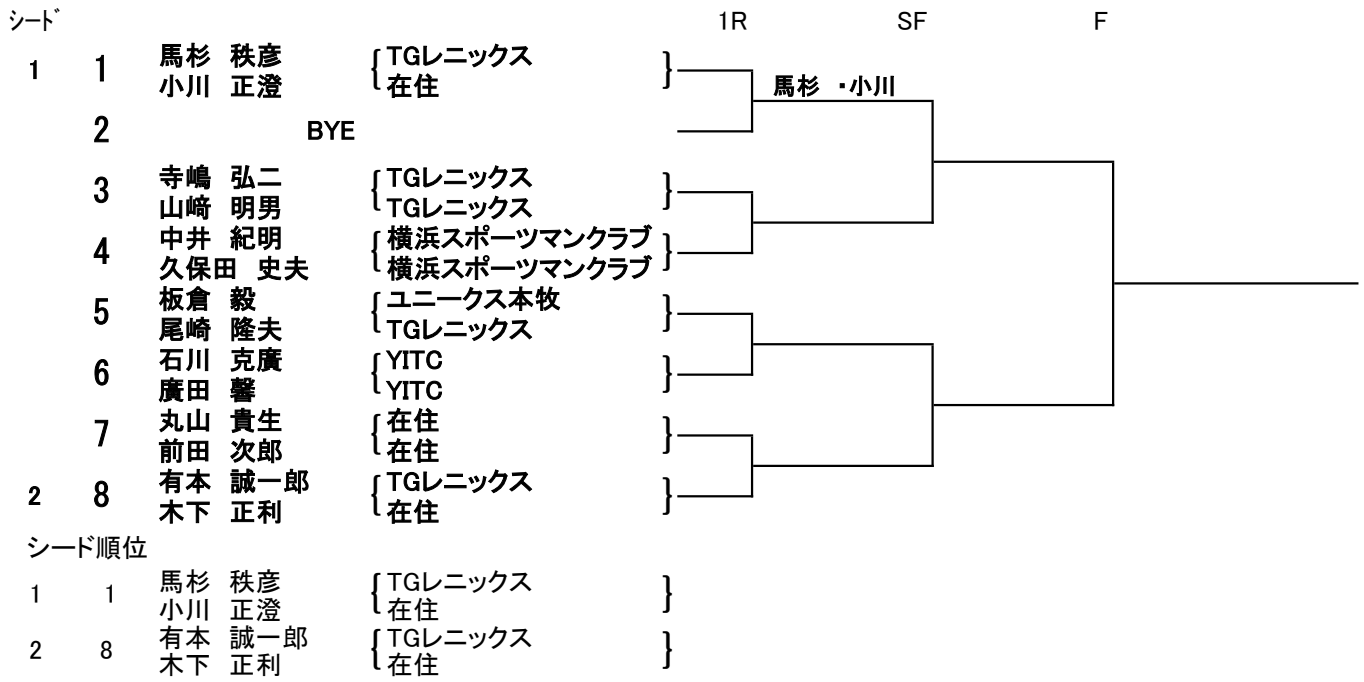 シード 1R SF F
1 1 馬杉 秩彦 { TGレニックス }
小川 正澄 在住
馬杉 ・小川
2 BYE
3 寺嶋 弘二 { TGレニックス }
山﨑 明男 TGレニックス
4 中井 紀明 { 横浜スポーツマンクラブ }
久保田 史夫 横浜スポーツマンクラブ
5 板倉 毅 { ユニークス本牧 }
尾崎 隆夫 TGレニックス
6 石川 克廣 { YITC }
廣田 馨 YITC
7 丸山 貴生 { 在住 }
前田 次郎 在住
2 8 有本 誠一郎 { TGレニックス }
木下 正利 在住
シード順位
1 1 馬杉 秩彦 { TGレニックス }
小川 正澄 在住
2 8 有本 誠一郎 { TGレニックス }
木下 正利 在住